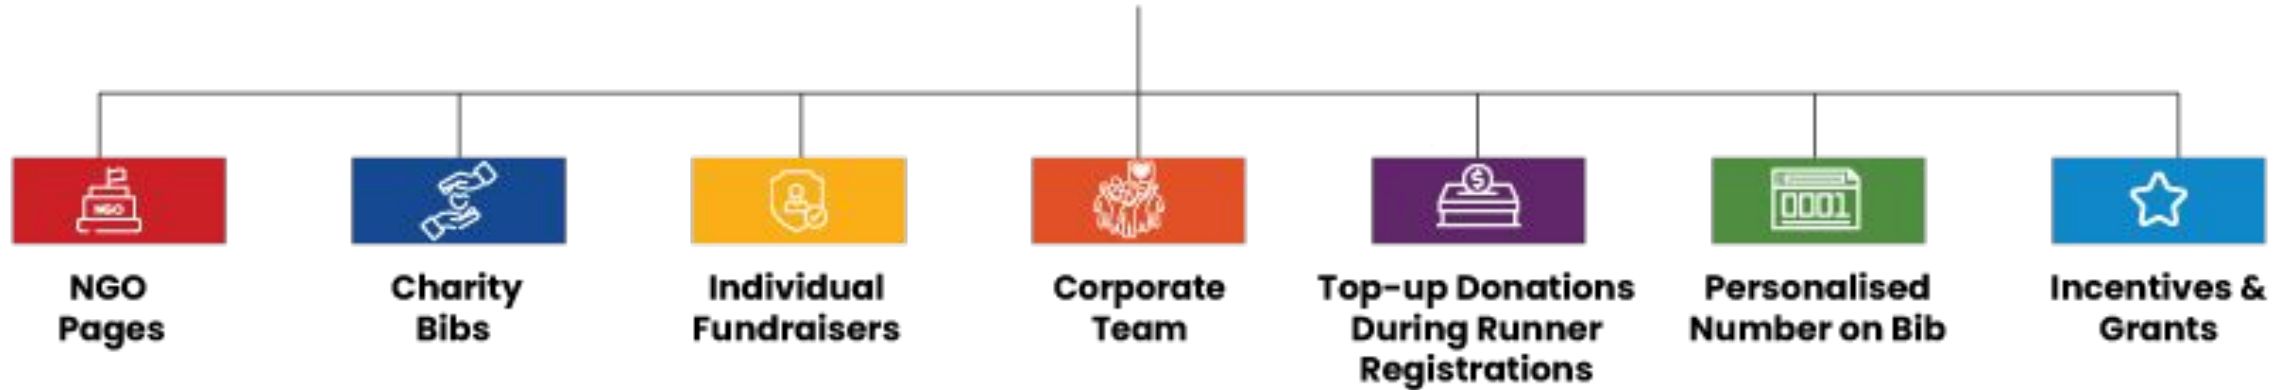 NGO
0001
$
NGO
Pages
Charity
Bibs
Individual
Fundraisers
Corporate
Team
Top-up Donations
During Runner
Registrations
Personalised
Number on Bib
Incentives &
Grants